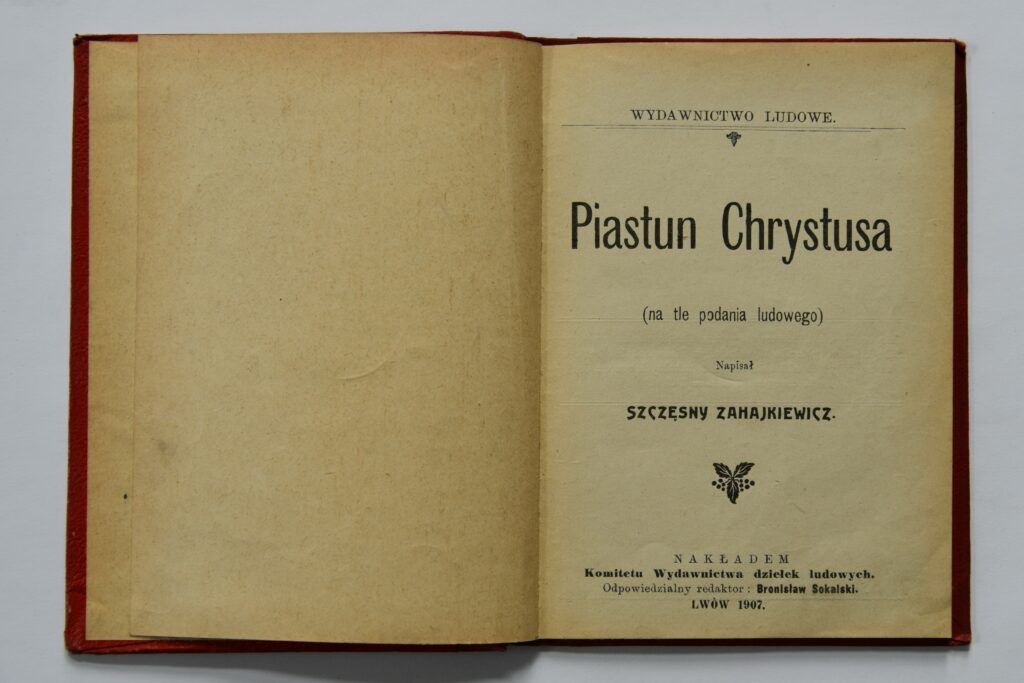 WYDAWNICTWO LUDOWE.
Piastun Chrystusa
(na tle podania ludowego)
Napisał
SZCZĘSNY ZAHAJKIEWICZ.
NAKŁADEM
Komitetu Wydawnictwa dziełek ludowych.
Odpowiedzialny redaktor : Bronisław Sokalski.
LWÓW 1907.